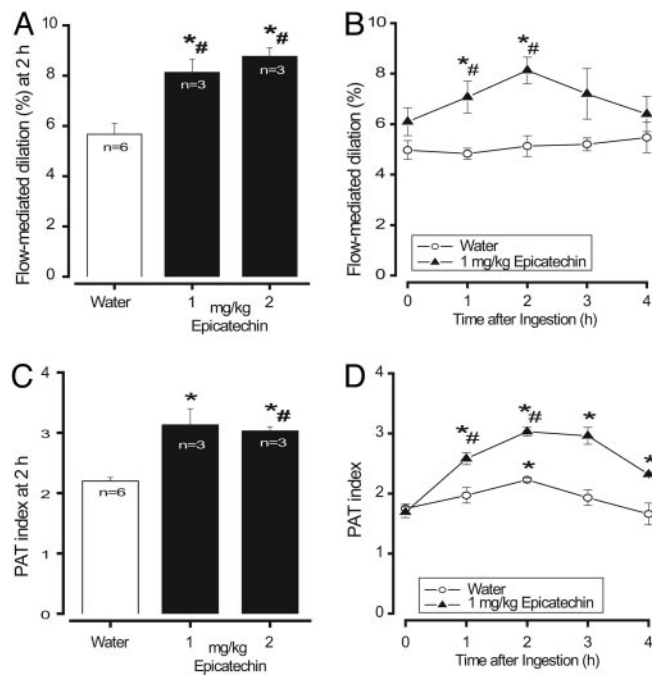 A
Flow-mediated dilation (%) at 2 h
10
8
6
4
2
0
n=6
*#
n=3
*#
n=3
Water
1 mg/kg 2
Epicatechin
B
Flow-mediated dilation (%)
10
8
6
4
2
0
*#
*#
Water
1 mg/kg Epicatechin
0 1 2 3 4
Time after Ingestion (h)
C
PAT index at 2 h
4
3
2
1
0
n=6
*
n=3
*#
n=3
Water
1 mg/kg 2
Epicatechin
D
PAT index
4
3
2
1
0
*#
*#
*
*
*
Water
1 mg/kg Epicatechin
0 1 2 3 4
Time after Ingestion (h)